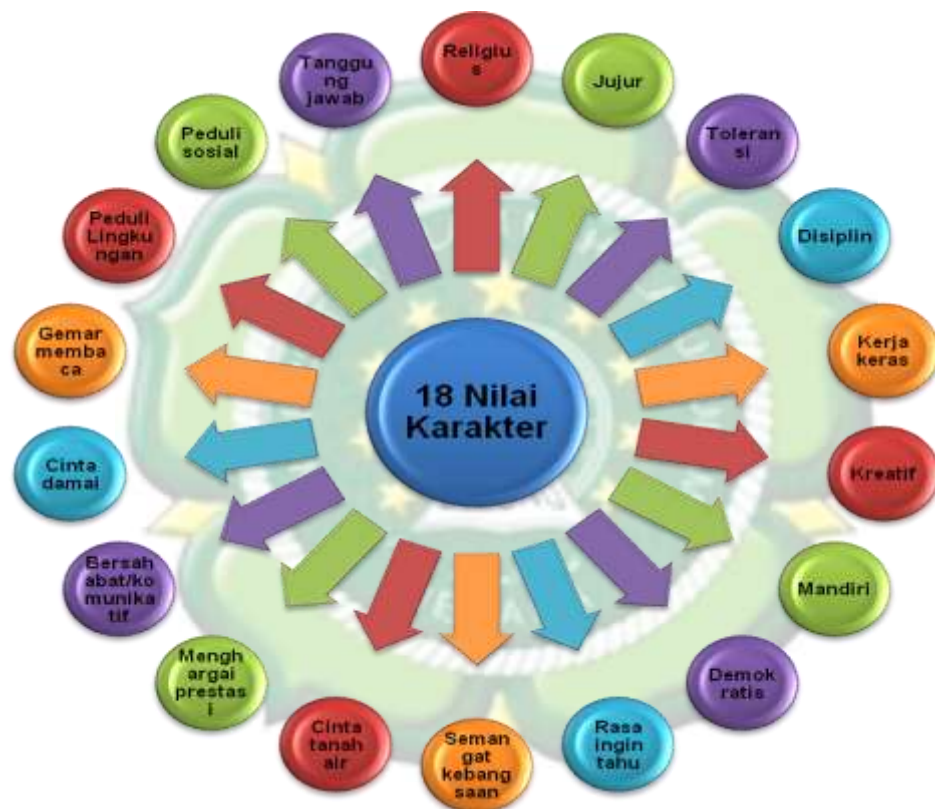 18 Nilai
Karakter
Religiu
s
Jujur
Toleran
si
Disiplin
Kerja
keras
Kreatif
Mandiri
Demok
ratis
Rasa
ingin
tahu
Seman
gat
kebang
saan
Cinta
tanah
air
Mengh
argai
prestas
i
Bersah
abat/ko
munika
tif
Cinta
damai
Gemar
memba
ca
Peduli
Lingku
ngan
Peduli
sosial
Tanggu
ng
jawab